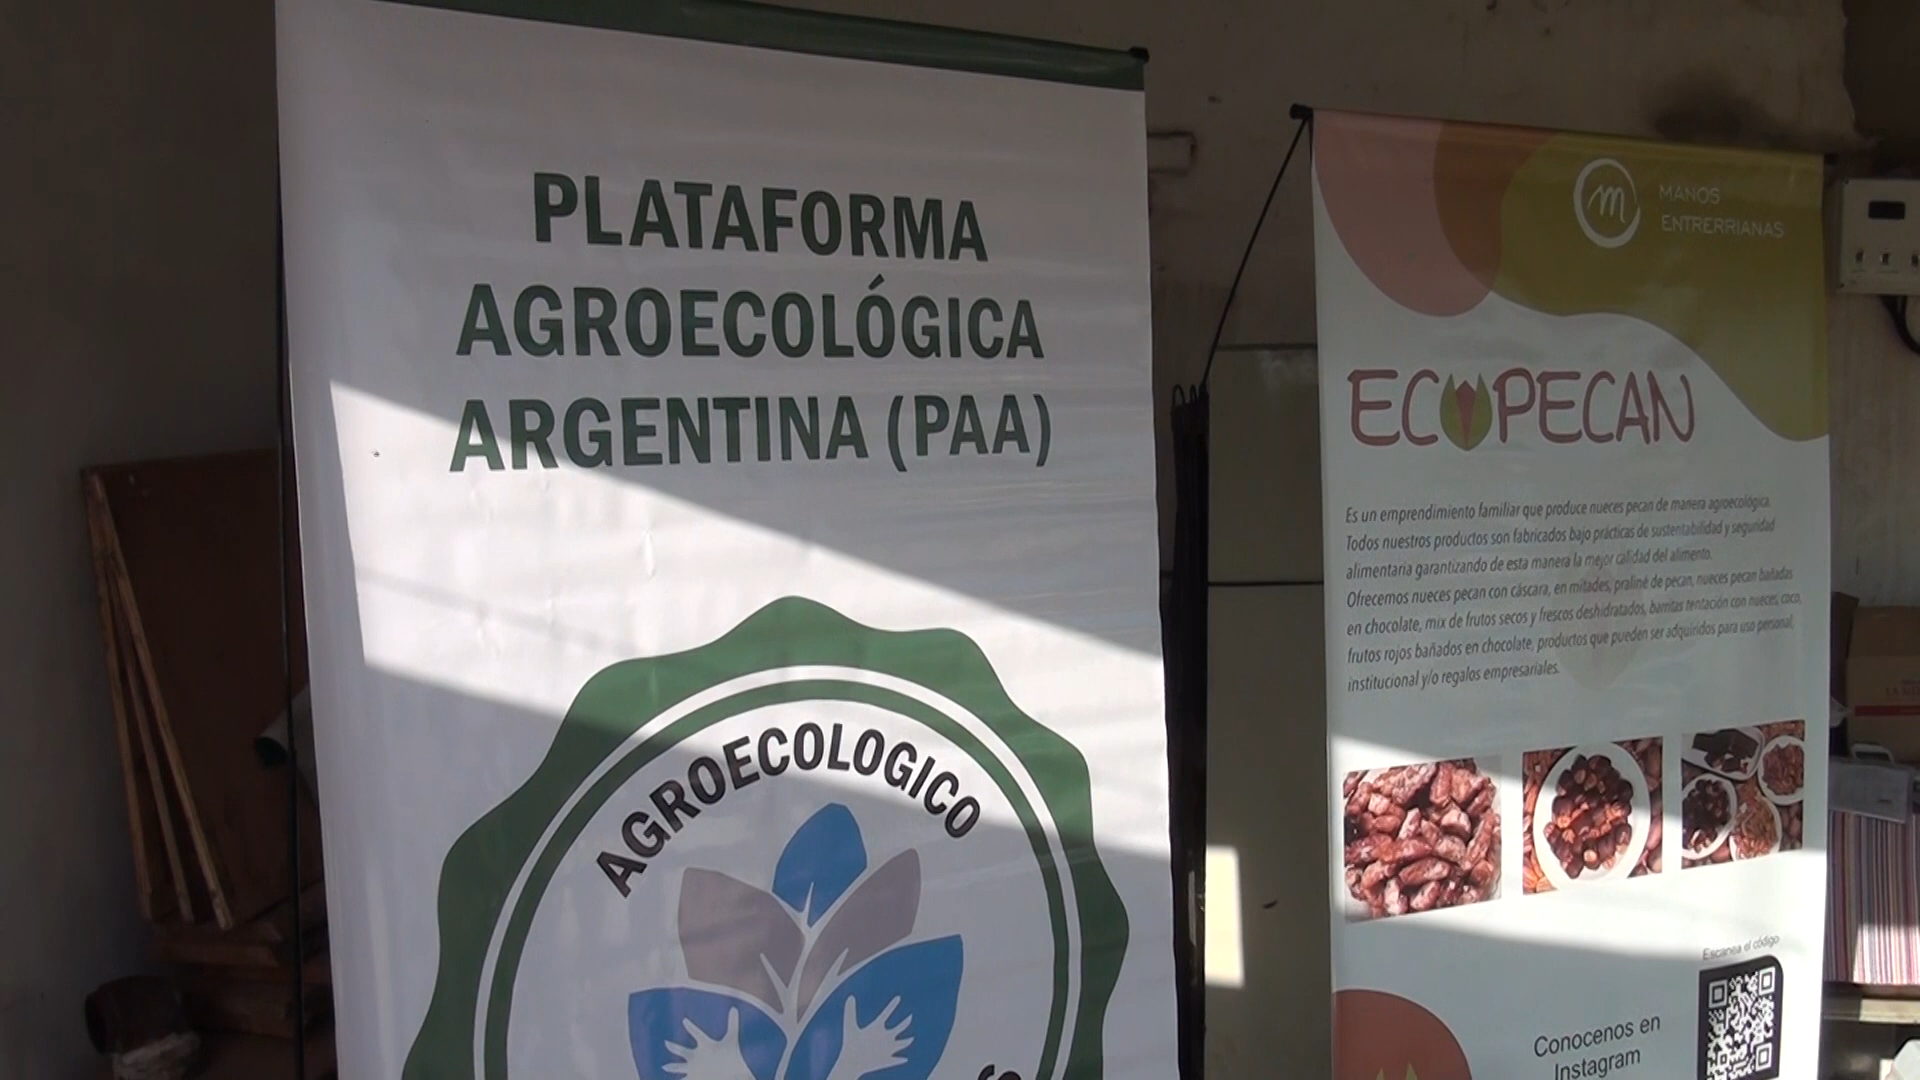 PLATAFORMA
AGROECOLÓGICA
ARGENTINA (PAA)
AGROECOLOGICO
MANOS
ENTRERRIANAS
ECOPECAN
Es un emprendimiento familiar que produce nueces pecan de manera agroecológica.
Todos nuestros productos son fabricados bajo prácticas de sustentabilidad y seguridad
alimentaria garantizando de esta manera la mejor calidad del alimento.
Ofrecemos nueces pecan con cáscara, en mitades, praliné de pecan, nueces pecan bañadas
en chocolate, mix de frutos secos y frescos deshidratados, barritas tentación con nueces, coco,
frutos rojos bañados en chocolate, productos que pueden ser adquiridos para uso personal,
institucional y/o regalos empresariales.
Escanea el código
Conocenos en
Instagram